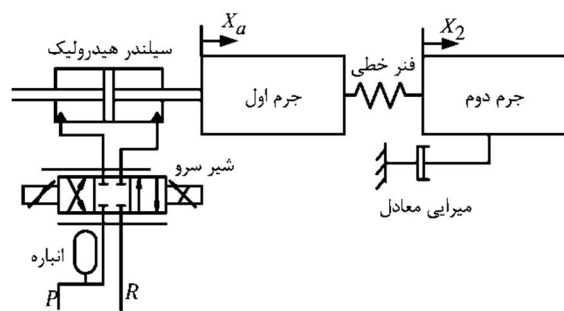 سیلندر هیدرولیک
Xa
X2
جرم اول
فنر خطی
جرم دوم
شیر سرو
میرایی معادل
انباره
P
R